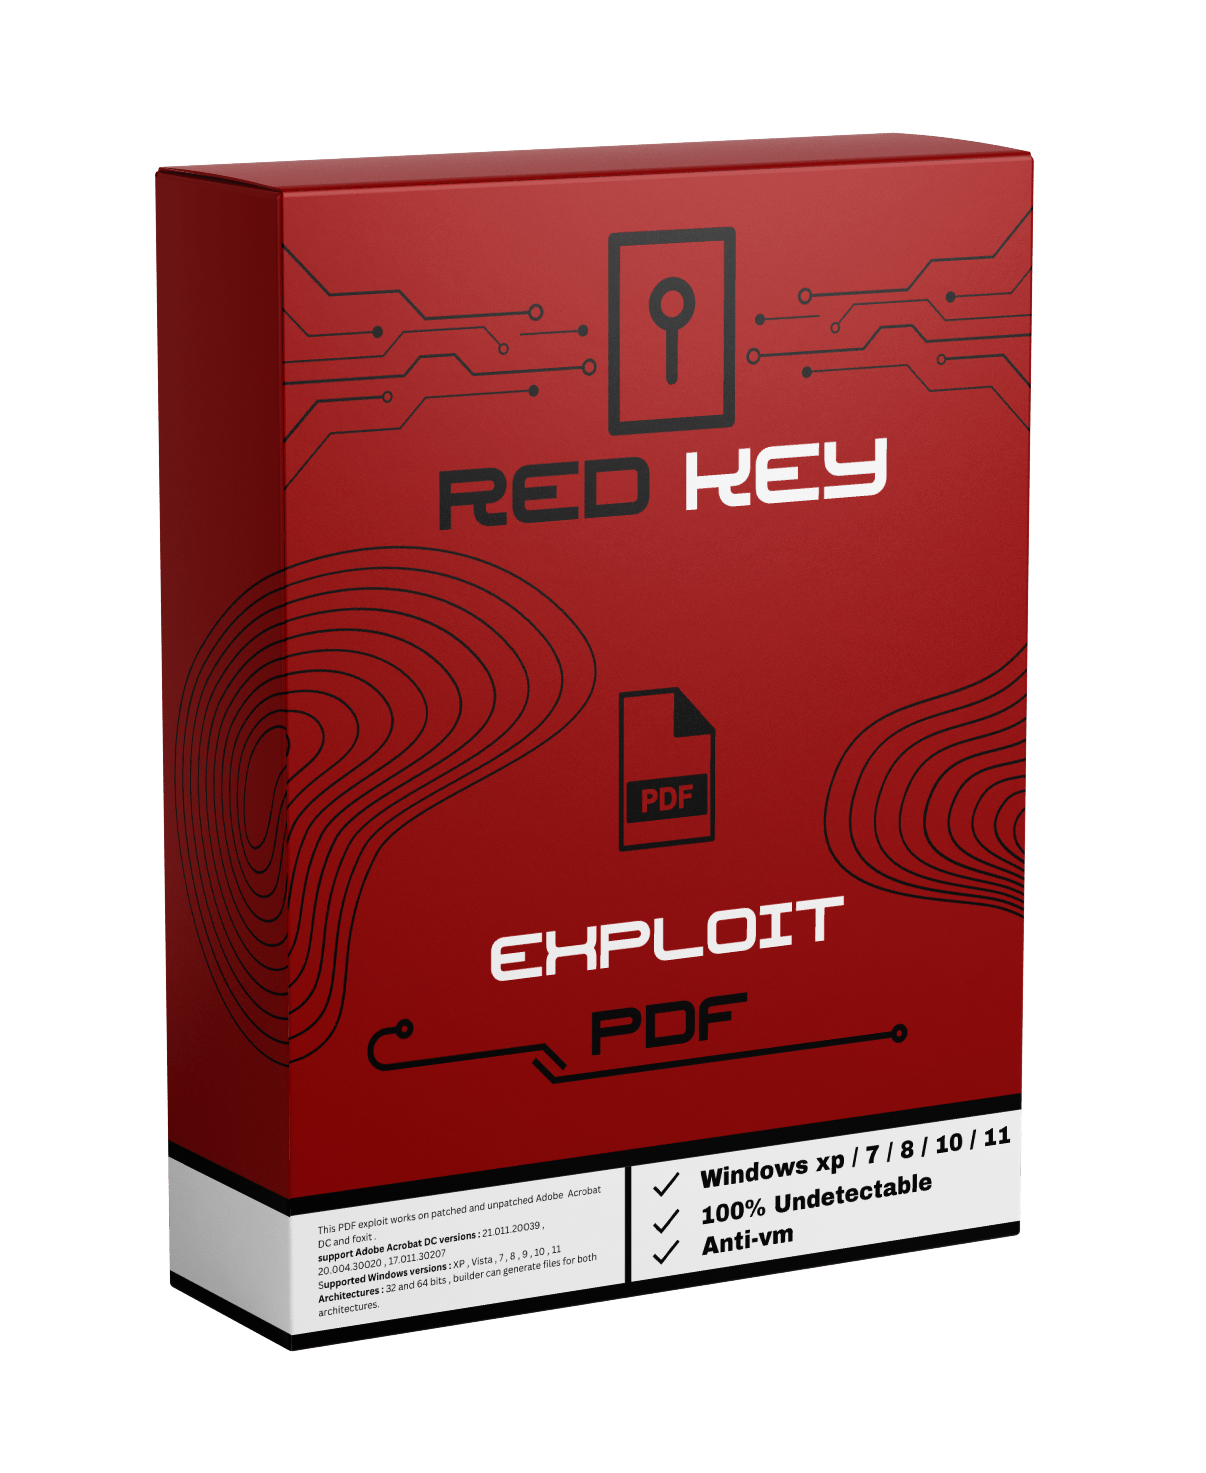 RED KEY
PDF
EXPLOIT
PDF
This PDF exploit works on patched and unpatched Adobe Acrobat
DC and foxit .
support Adobe Acrobat DC versions : 21.011.20039 ,
20.004.30020 , 17.011.30207
Supported Windows versions : XP , Vista , 7 , 8 , 9 , 10 , 11
Architectures : 32 and 64 bits , builder can generate files for both
architectures.
Windows xp / 7 / 8 / 10 / 11
100% Undetectable
Anti-vm